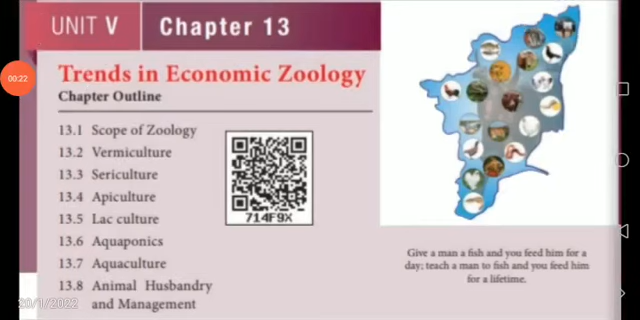 UNIT V
Chapter 13
00:22
Trends in Economic Zoology
Chapter Outline
13.1 Scope of Zoology
13.2 Vermiculture
13.3 Sericulture
13.4 Apiculture
13.5 Lac culture
13.6 Aquaponics
13.7 Aquaculture
13.8 Animal Husbandry
and Management
714F9X
Give a man a fish and you feed him for a
day; teach a man to fish and you feed him
for a lifetime.
20/1/2022